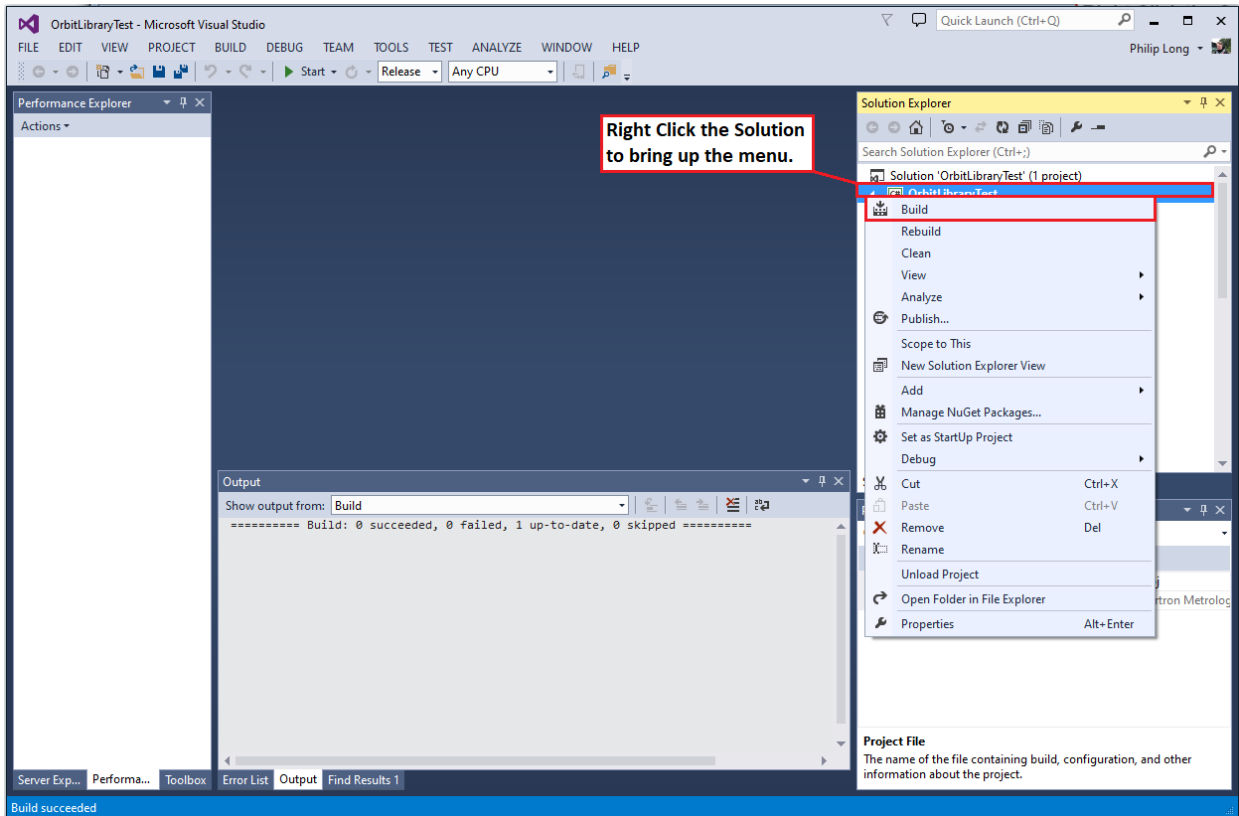 OrbitLibraryTest - Microsoft Visual Studio
Quick Launch (Ctrl+Q)
FILE EDIT VIEW PROJECT BUILD DEBUG TEAM TOOLS TEST ANALYZE WINDOW HELP
Philip Long
Start Release Any CPU
Performance Explorer
Actions
Right Click the Solution
to bring up the menu.
Solution Explorer
Search Solution Explorer (Ctrl+;)
Solution 'OrbitLibraryTest' (1 project)
OrbitLibraryTest
Build
Rebuild
Clean
View
Analyze
Publish...
Scope to This
New Solution Explorer View
Add
Manage NuGet Packages...
Set as StartUp Project
Debug
Cut Ctrl+X
Paste Ctrl+V
Remove Del
Rename
Unload Project
Open Folder in File Explorer
Properties Alt+Enter
Output
Show output from: Build
========== Build: 0 succeeded, 0 failed, 1 up-to-date, 0 skipped ==========
Project File
The name of the file containing build, configuration, and other
information about the project.
Server Exp... Performa... Toolbox
Error List Output Find Results 1
Build succeeded